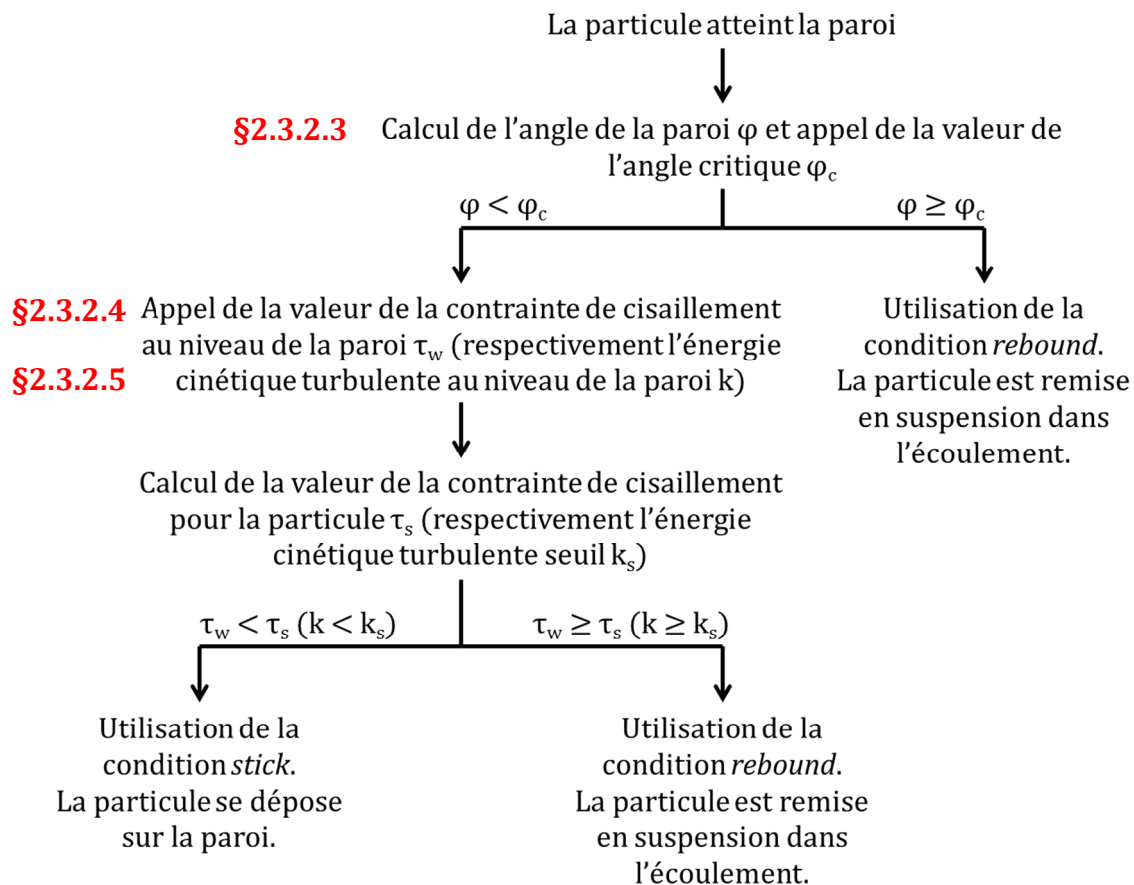 La particule atteint la paroi
§2.3.2.3
Calcul de l'angle de la paroi φ et appel de la valeur de
l'angle critique φc
φ < φc
φ ≥ φc
§2.3.2.4
§2.3.2.5
Appel de la valeur de la contrainte de cisaillement
au niveau de la paroi τw (respectivement l'énergie
cinétique turbulente au niveau de la paroi k)
Utilisation de la
condition rebound.
La particule est remise
en suspension dans
l'écoulement.
Calcul de la valeur de la contrainte de cisaillement
pour la particule τs (respectivement l'énergie
cinétique turbulente seuil ks)
τw < τs (k < ks)
τw ≥ τs (k ≥ ks)
Utilisation de la
condition stick.
La particule se dépose
sur la paroi.
Utilisation de la
condition rebound.
La particule est remise
en suspension dans
l'écoulement.